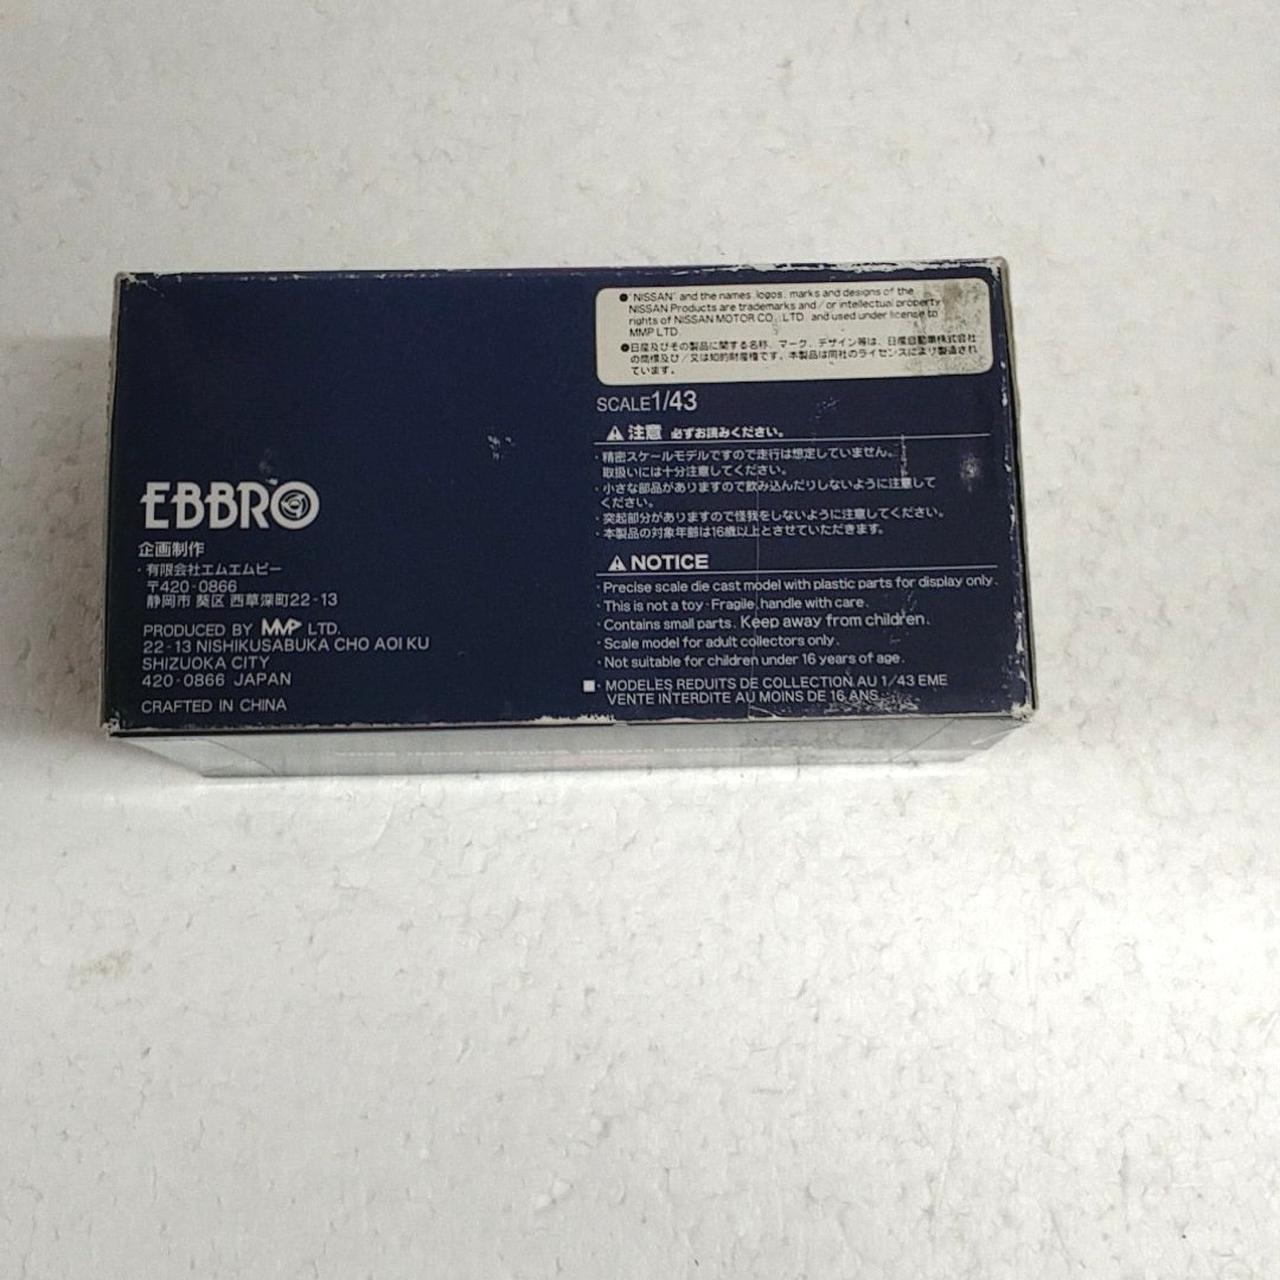 ●"NISSAN" and the names, logos, marks and designs of the
NISSAN Products are trademarks and/or intellectual property
rights of NISSAN MOTOR CO., LTD. and used under license to
MMP LTD.
●日産及びその製品に関する名称、マーク、デザイン等は、日産自動車株式会社
の商標及び/又は知的財産権です。本製品は同社のライセンスにより製造され
ています。
SCALE1/43
⚠注意 必ずお読みください。
・精密スケールモデルですので走行は想定していません。
取扱いには十分注意してください。
・小さな部品がありますので飲み込んだりしないように注意して
ください。
・突起部分がありますので怪我をしないように注意してください。
・本製品の対象年齢は16歳以上とさせていただきます。
⚠NOTICE
・Precise scale die cast model with plastic parts for display only.
・This is not a toy・Fragile, handle with care.
・Contains small parts. Keep away from children.
・Scale model for adult collectors only.
・Not suitable for children under 16 years of age.
■・MODELES REDUITS DE COLLECTION AU 1/43 EME
VENTE INTERDITE AU MOINS DE 16 ANS
EBBRO
企画制作
・有限会社エムエムピー
〒420-0866
静岡市 葵区 西草深町22-13
PRODUCED BY MMP LTD.
22-13 NISHIKUSABUKA CHO AOI KU
SHIZUOKA CITY
420-0866 JAPAN
CRAFTED IN CHINA